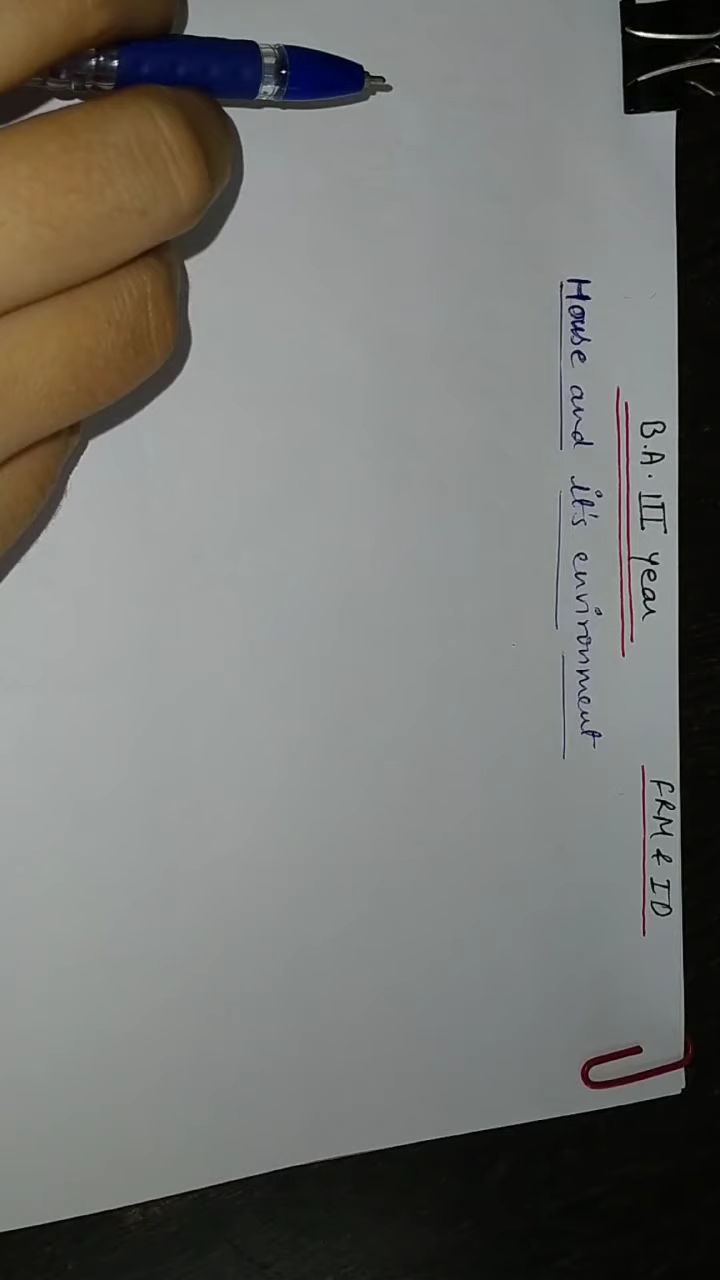 B.A. III year FRM & ID
House and it's environment